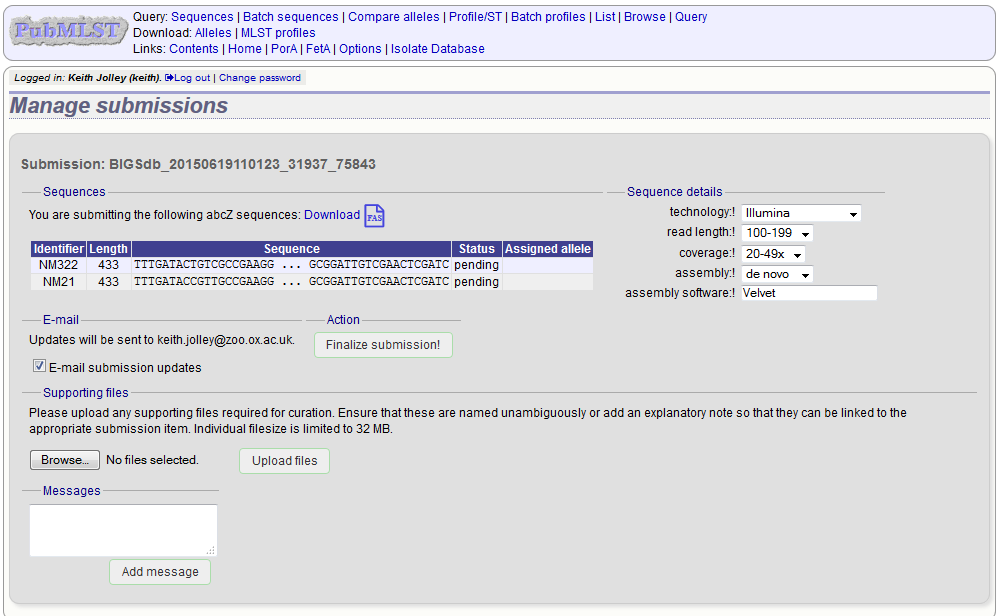 PubMLST
Query: Sequences | Batch sequences | Compare alleles | Profile/ST | Batch profiles | List | Browse | Query
Download: Alleles | MLST profiles
Links: Contents | Home | PorA | FetA | Options | Isolate Database
Logged in: Keith Jolley (keith). Log out | Change password
Manage submissions
Submission: BIGSdb_20150619110123_31937_75843
Sequences
You are submitting the following abcZ sequences: Download FAS
Identifier Length Sequence Status Assigned allele
NM322 433 TTTGATACTGTCGCCGAAGG ... GCGGATTGTCGAACTCGATC pending
NM21 433 TTTGATACCGTTGCCGAAGG ... GCGGATTGTCGAACTCGATC pending
Sequence details
technology:! Illumina
read length:! 100-199
coverage:! 20-49x
assembly:! de novo
assembly software:! Velvet
E-mail
Updates will be sent to keith.jolley@zoo.ox.ac.uk.
E-mail submission updates
Action
Finalize submission!
Supporting files
Please upload any supporting files required for curation. Ensure that these are named unambiguously or add an explanatory note so that they can be linked to the
appropriate submission item. Individual filesize is limited to 32 MB.
Browse... No files selected. Upload files
Messages
Add message